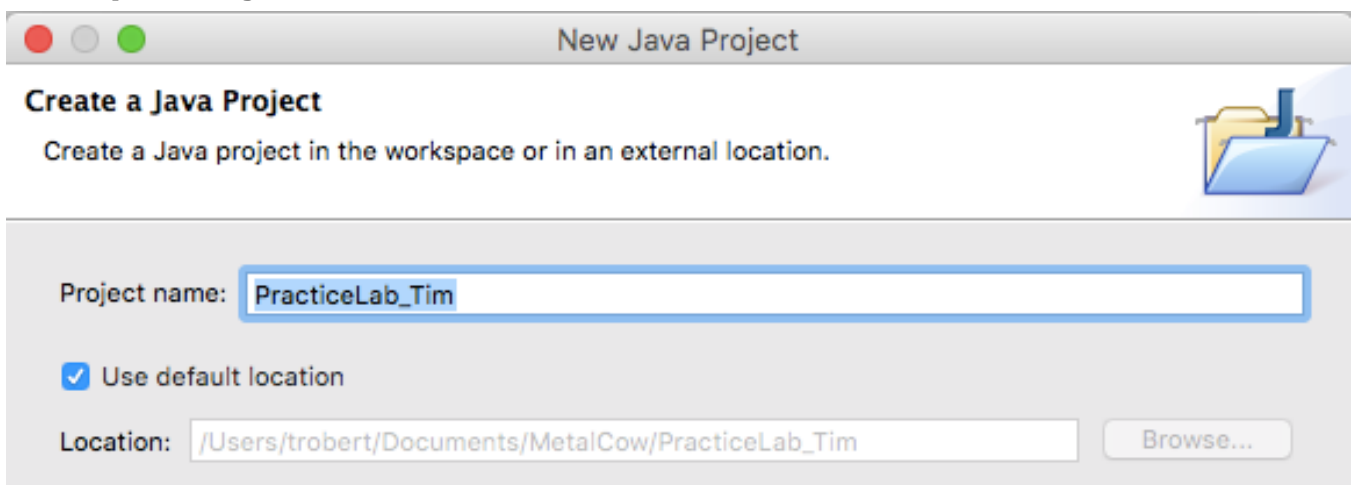 New Java Project
Create a Java Project
Create a Java project in the workspace or in an external location.
J
Project name: PracticeLab_Tim
Use default location
Location: /Users/trobert/Documents/MetalCow/PracticeLab_Tim Browse...